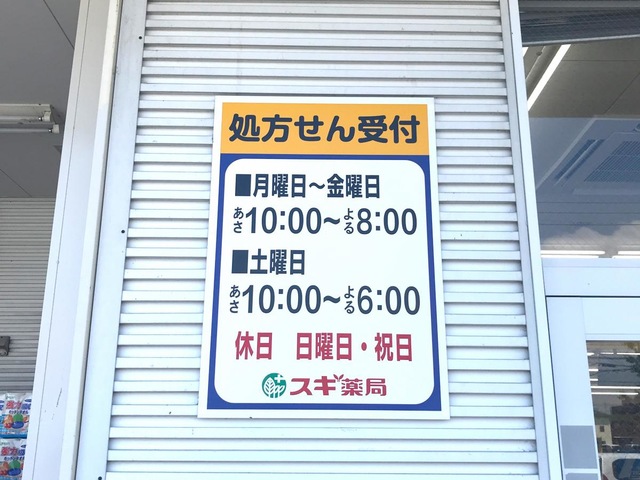 処方せん受付
■月曜日～金曜日
あさ10:00～よる8:00
■土曜日
あさ10:00～よる6:00
休日 日曜日・祝日
スギ薬局